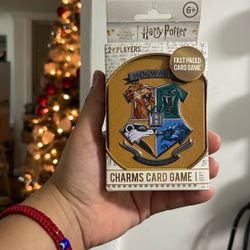 Harry Potter
6+
2+ PLAYERS
FAST PACED
CARD GAME
HOGWARTS
H
CHARMS CARD GAME